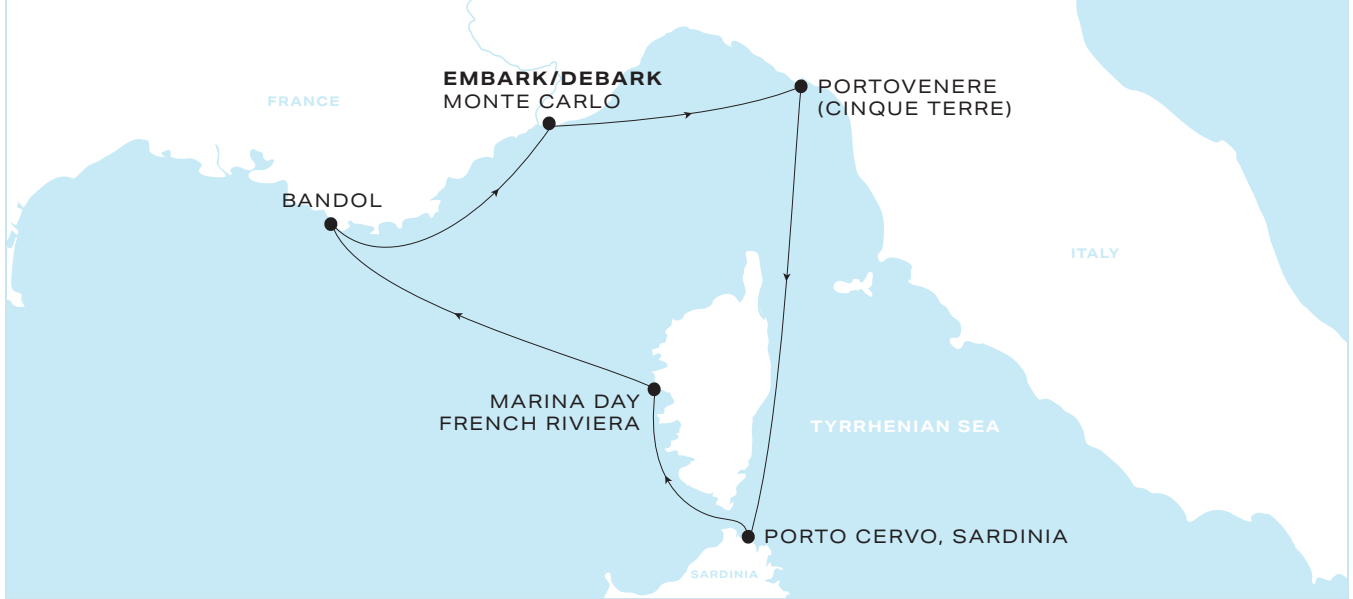 EMBARK/DEBARK
MONTE CARLO
PORTOVENERE
(CINQUE TERRE)
FRANCE
BANDOL
ITALY
MARINA DAY
FRENCH RIVIERA
TYRRHENIAN SEA
PORTO CERVO, SARDINIA
SARDINIA